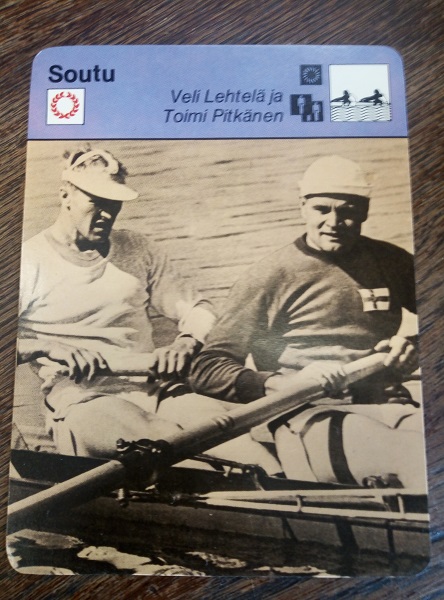 Soutu
Veli Lehtelä ja
Toimi Pitkänen